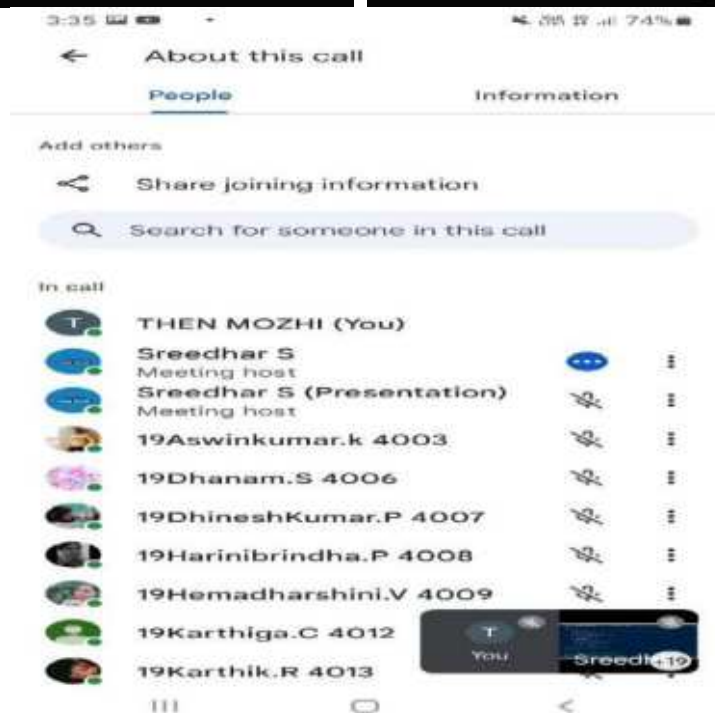 3:35 74%
About this call
People Information
Add others
Share joining information
Search for someone in this call
In call
T THEN MOZHI (You)
Sreedhar S
Meeting host
Sreedhar S (Presentation)
Meeting host
19Aswinkumar.k 4003
19Dhanam.S 4006
19DhineshKumar.P 4007
19Harinibrindha.P 4008
19Hemadharshini.V 4009
19Karthiga.C 4012
T
You Sreedh +19
19Karthik.R 4013